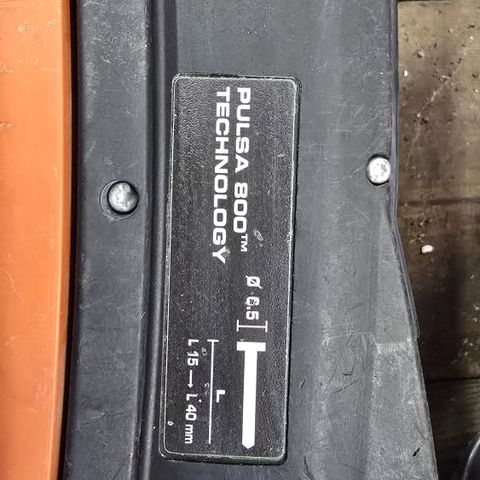 PULSA 800™
TECHNOLOGY
Ø 6,5
L
L 15 → L 40 mm